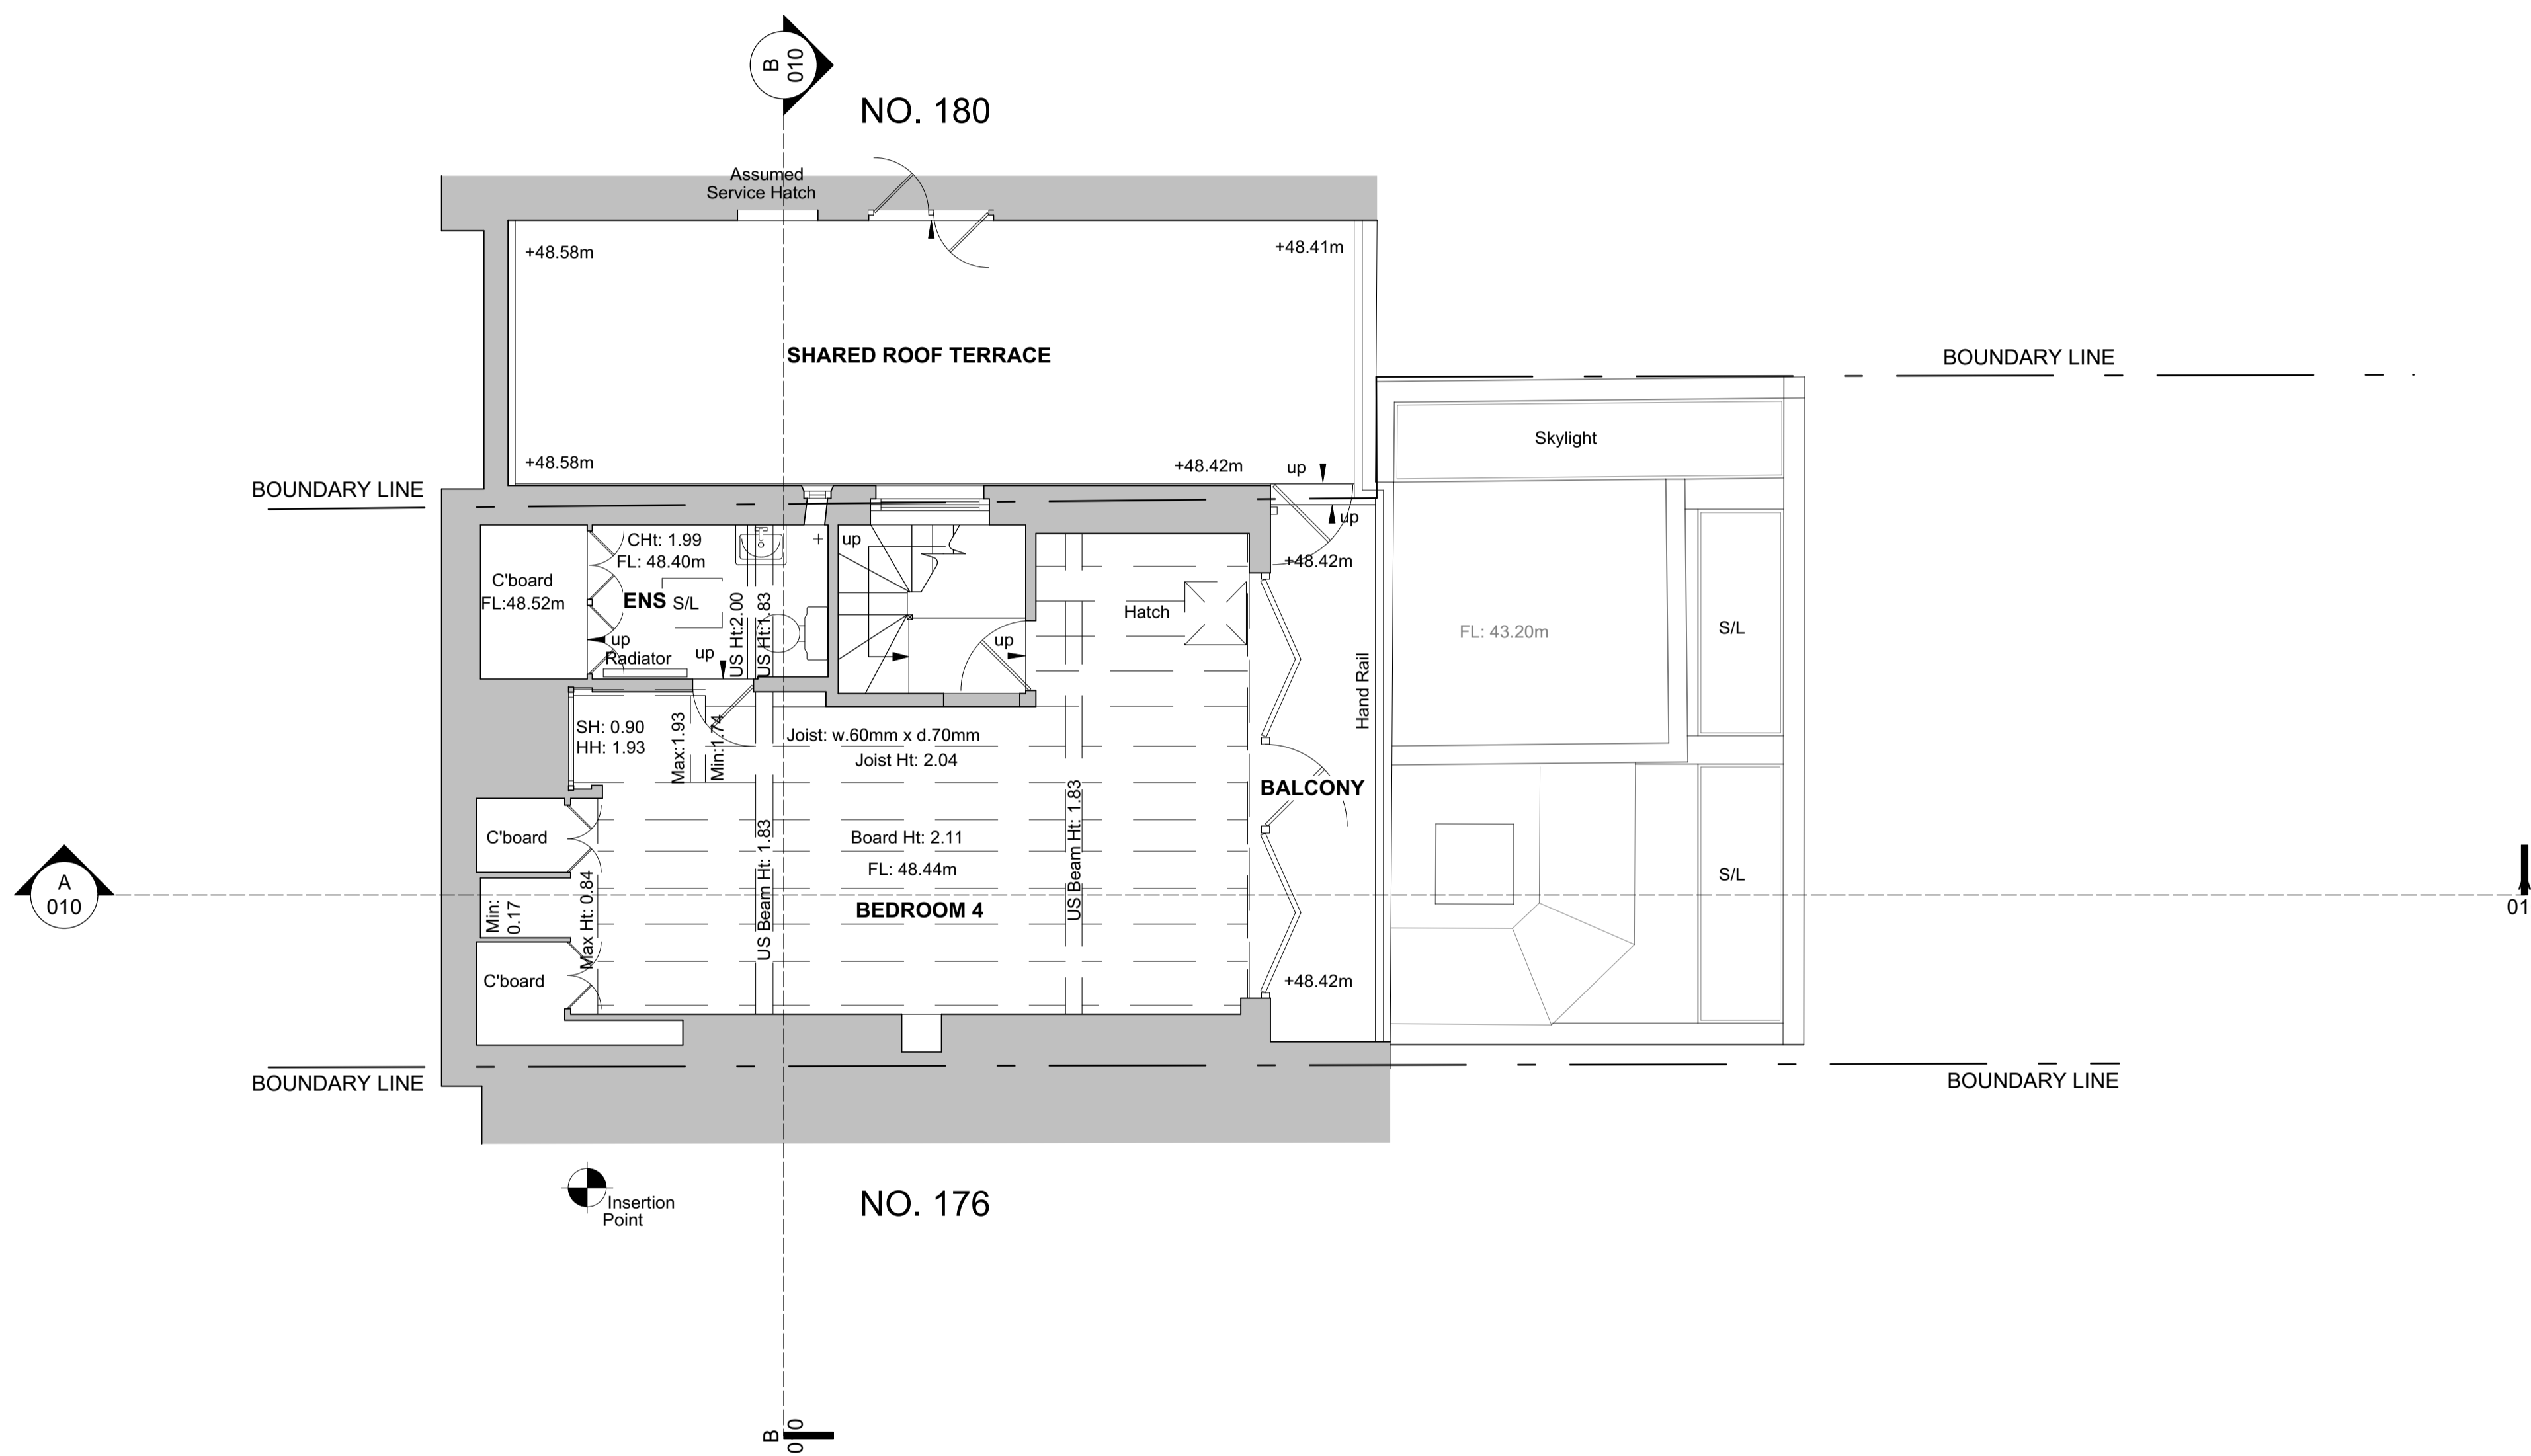 B
010
NO. 180
Assumed
Service Hatch
+48.58m
+48.41m
SHARED ROOF TERRACE
BOUNDARY LINE
Skylight
+48.58m
+48.42m
up
BOUNDARY LINE
up
CHt: 1.99
FL: 48.40m
up
+48.42m
C'board
FL:48.52m
ENS
S/L
US Ht:2.00
US Ht:1.83
Hatch
up
Radiator
up
up
FL: 43.20m
S/L
Hand Rail
SH: 0.90
HH: 1.93
Max:1.93
Min:1.74
Joist: w.60mm x d.70mm
Joist Ht: 2.04
BALCONY
C'board
US Beam Ht: 1.83
Board Ht: 2.11
FL: 48.44m
US Beam Ht: 1.83
S/L
A
010
Min:
0.17
Max Ht: 0.84
BEDROOM 4
01
C'board
+48.42m
BOUNDARY LINE
BOUNDARY LINE
Insertion
Point
NO. 176
B